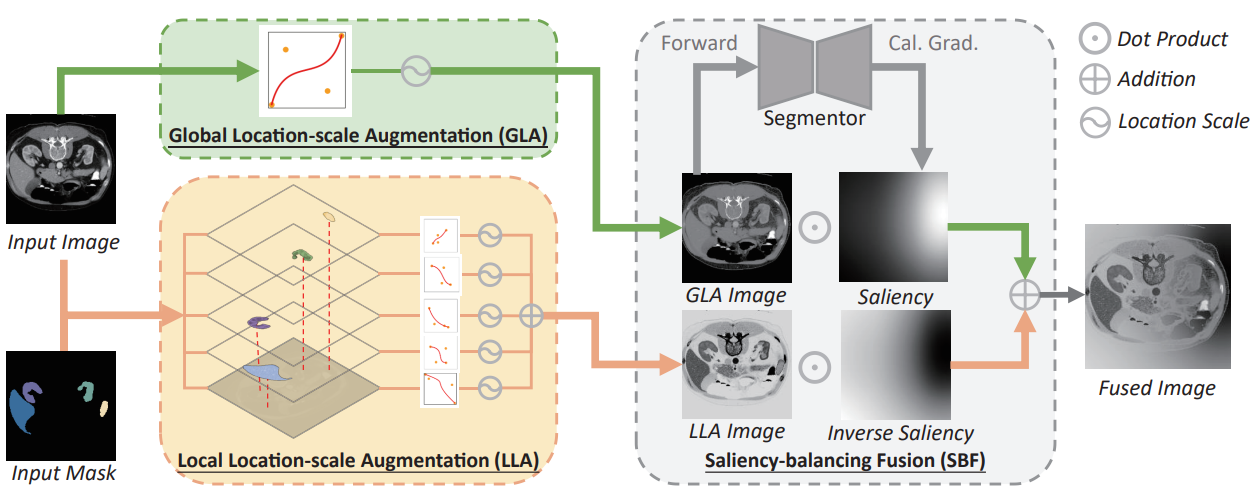 Forward
Cal. Grad.
Segmentor
Dot Product
Addition
Location Scale
Global Location-scale Augmentation (GLA)
Input Image
GLA Image
Saliency
LLA Image
Inverse Saliency
Fused Image
Input Mask
Local Location-scale Augmentation (LLA)
Saliency-balancing Fusion (SBF)